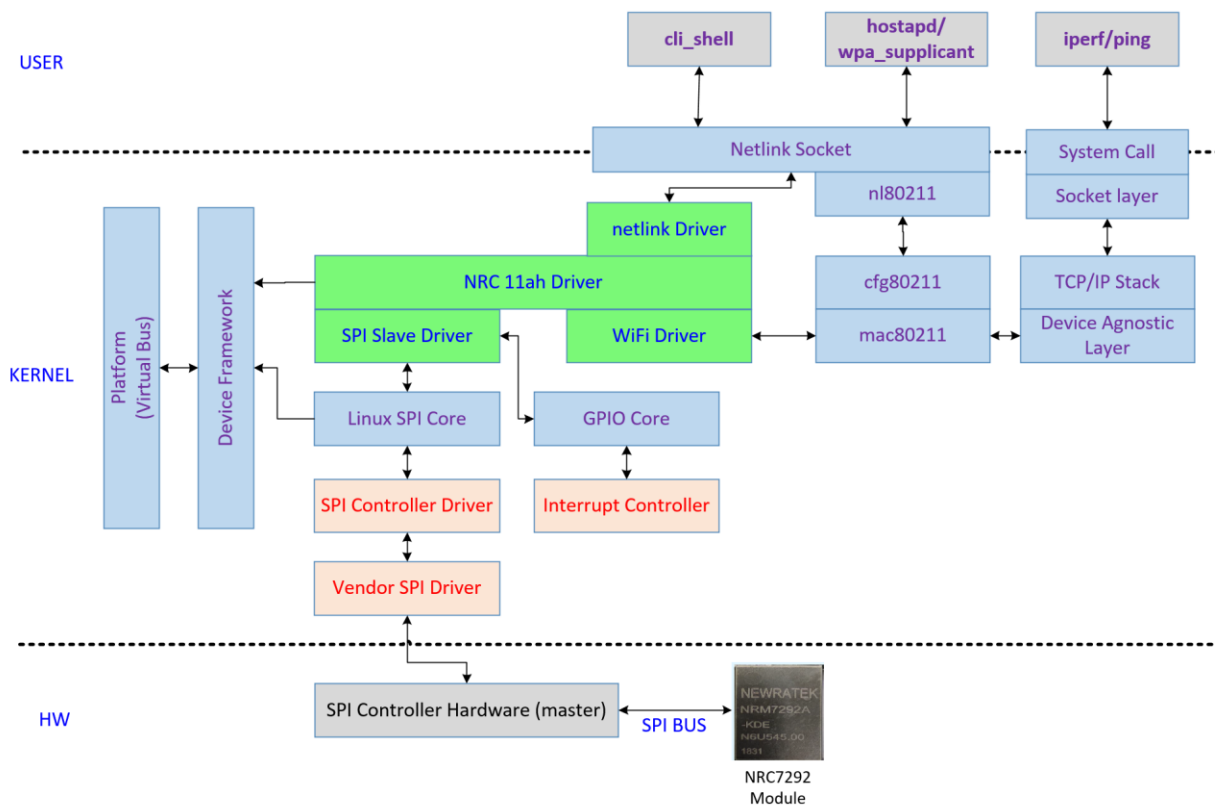 cli_shell
hostapd/
wpa_supplicant
iperf/ping
USER
Netlink Socket
System Call
nl80211
Socket layer
netlink Driver
NRC 11ah Driver
cfg80211
TCP/IP Stack
SPI Slave Driver
WiFi Driver
mac80211
Device Agnostic
Layer
KERNEL
Platform
(Virtual Bus)
Device Framework
Linux SPI Core
GPIO Core
SPI Controller Driver
Interrupt Controller
Vendor SPI Driver
HW
SPI Controller Hardware (master)
SPI BUS
NEWRATEK
NRM7292A
-KDE
N6U545.00
1831
NRC7292
Module